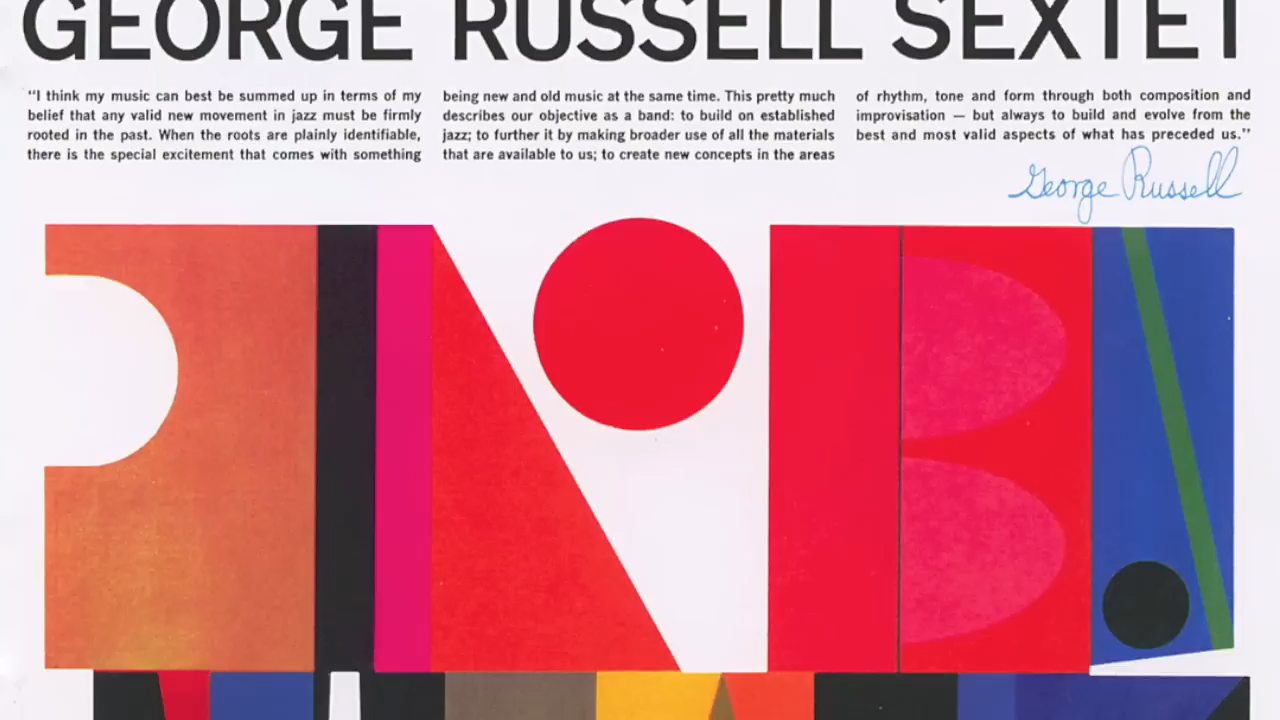 GEORGE RUSSELL SEXTET
“I think my music can best be summed up in terms of my
belief that any valid new movement in jazz must be firmly
rooted in the past. When the roots are plainly identifiable,
there is the special excitement that comes with something
being new and old music at the same time. This pretty much
describes our objective as a band: to build on established
jazz; to further it by making broader use of all the materials
that are available to us; to create new concepts in the areas
of rhythm, tone and form through both composition and
improvisation — but always to build and evolve from the
best and most valid aspects of what has preceded us.”
George Russell